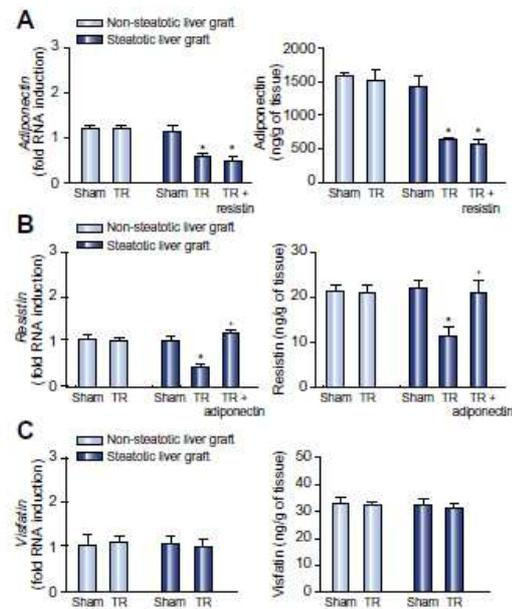 A
Non-steatotic liver graft
Steatotic liver graft
Adiponectin
(fold RNA induction)
3
2
1
0
Sham TR Sham TR TR +
resistin
Adiponectin
(ng/g of tissue)
2000
1500
1000
500
0
* *
* *
Sham TR Sham TR TR +
resistin
B
Non-steatotic liver graft
Steatotic liver graft
Resistin
(fold RNA induction)
3
2
1
0
* +
Sham TR Sham TR TR +
adiponectin
Resistin (ng/g of tissue)
30
20
10
0
* +
Sham TR Sham TR TR +
adiponectin
C
Non-steatotic liver graft
Steatotic liver graft
Visfatin
(fold RNA induction)
3
2
1
0
Sham TR Sham TR
Visfatin (ng/g of tissue)
50
40
30
20
10
0
Sham TR Sham TR